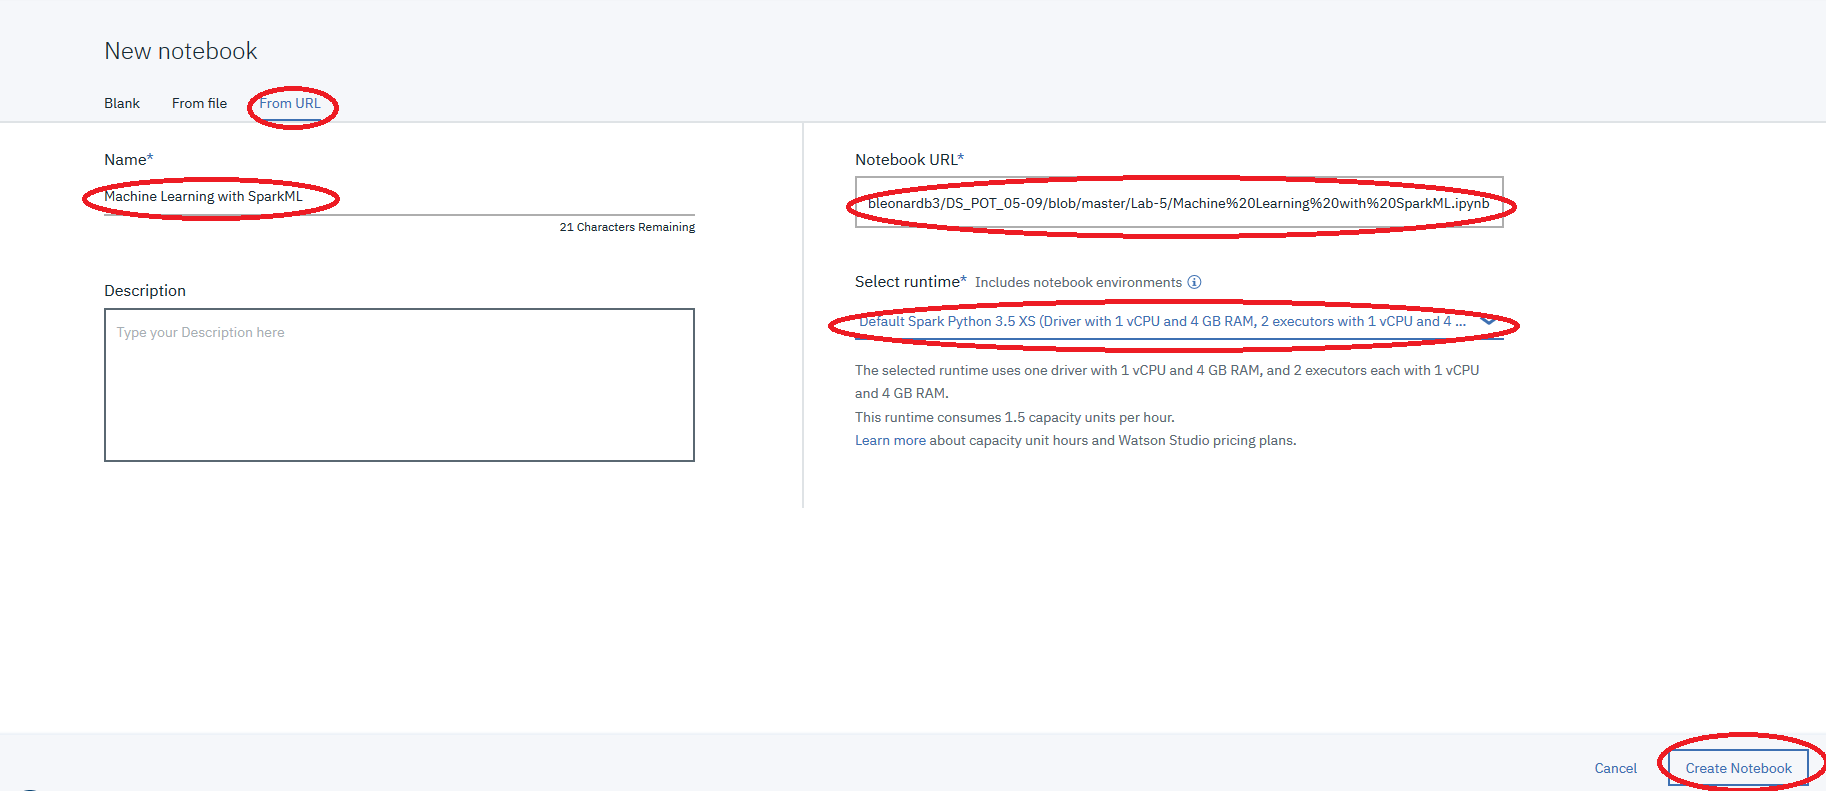 New notebook
Blank From file From URL
Name*
Machine Learning with SparkML
21 Characters Remaining
Description
Type your Description here
Notebook URL*
bleonardb3/DS_POT_05-09/blob/master/Lab-5/Machine%20Learning%20with%20SparkML.ipynb
Select runtime* Includes notebook environments
Default Spark Python 3.5 XS (Driver with 1 vCPU and 4 GB RAM, 2 executors with 1 vCPU and 4 ...
The selected runtime uses one driver with 1 vCPU and 4 GB RAM, and 2 executors each with 1 vCPU
and 4 GB RAM.
This runtime consumes 1.5 capacity units per hour.
Learn more about capacity unit hours and Watson Studio pricing plans.
Cancel Create Notebook